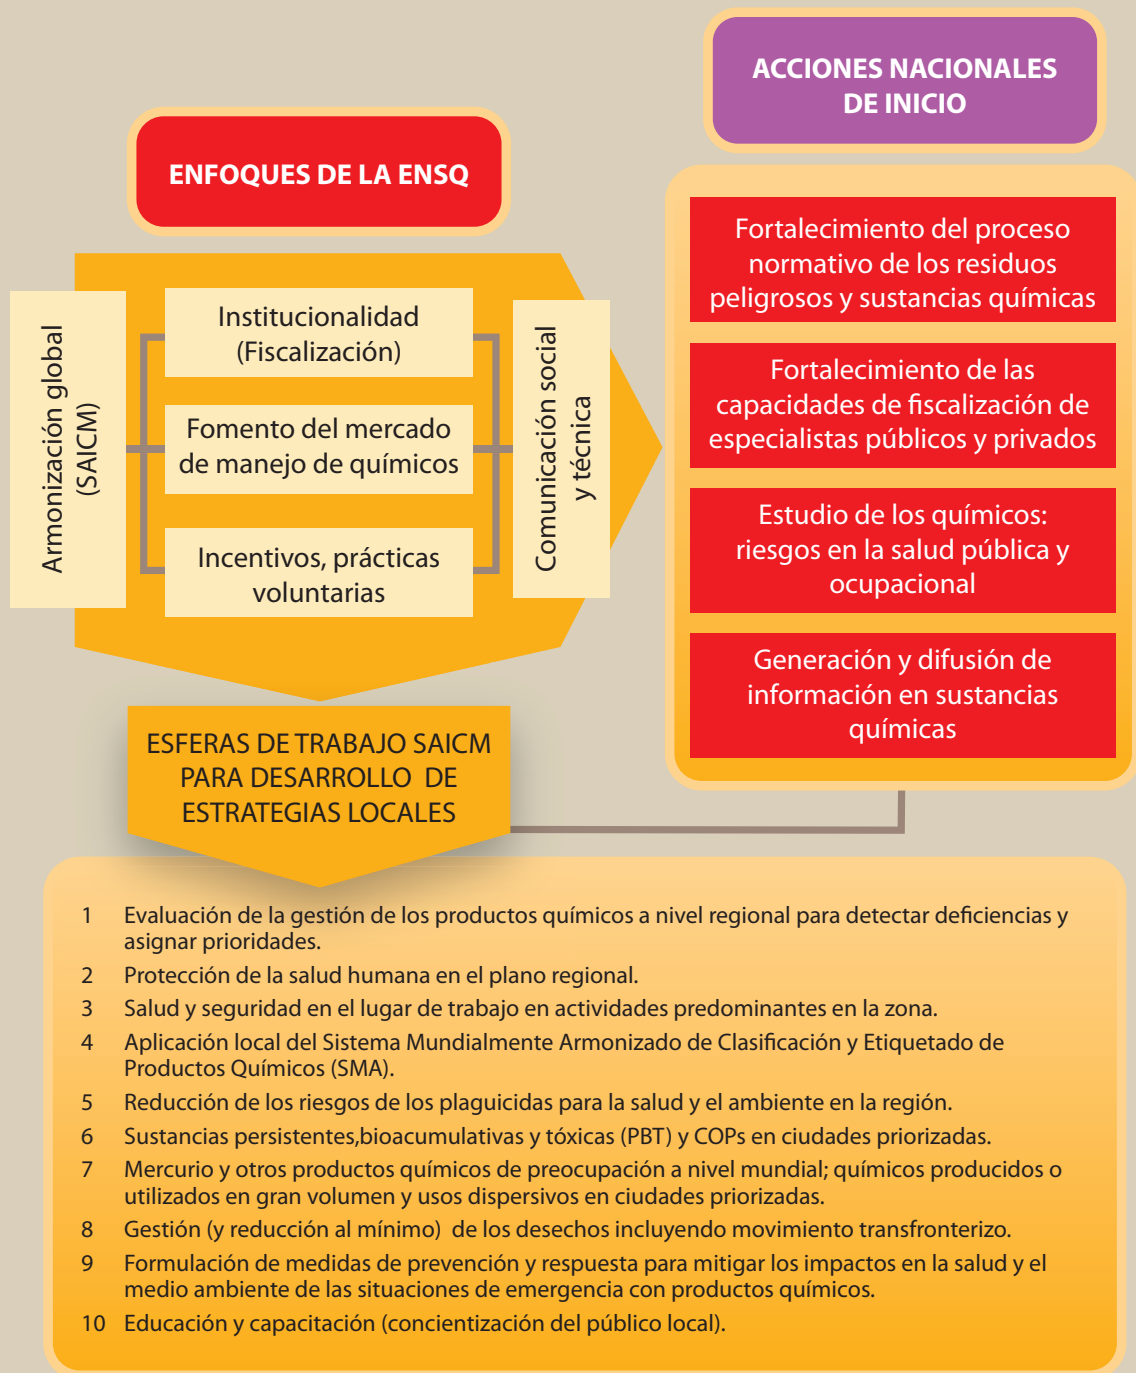 ACCIONES NACIONALES
DE INICIO
ENFOQUES DE LA ENSQ
Armonización global
(SAICM)
Institucionalidad
(Fiscalización)
Fomento del mercado
de manejo de químicos
Incentivos, prácticas
voluntarias
Comunicación social
y técnica
Fortalecimiento del proceso
normativo de los residuos
peligrosos y sustancias químicas
Fortalecimiento de las
capacidades de fiscalización de
especialistas públicos y privados
Estudio de los químicos:
riesgos en la salud pública y
ocupacional
Generación y difusión de
información en sustancias
químicas
ESFERAS DE TRABAJO SAICM
PARA DESARROLLO DE
ESTRATEGIAS LOCALES
1 Evaluación de la gestión de los productos químicos a nivel regional para detectar deficiencias y
asignar prioridades.
2 Protección de la salud humana en el plano regional.
3 Salud y seguridad en el lugar de trabajo en actividades predominantes en la zona.
4 Aplicación local del Sistema Mundialmente Armonizado de Clasificación y Etiquetado de
Productos Químicos (SMA).
5 Reducción de los riesgos de los plaguicidas para la salud y el ambiente en la región.
6 Sustancias persistentes,bioacumulativas y tóxicas (PBT) y COPs en ciudades priorizadas.
7 Mercurio y otros productos químicos de preocupación a nivel mundial; químicos producidos o
utilizados en gran volumen y usos dispersivos en ciudades priorizadas.
8 Gestión (y reducción al mínimo) de los desechos incluyendo movimiento transfronterizo.
9 Formulación de medidas de prevención y respuesta para mitigar los impactos en la salud y el
medio ambiente de las situaciones de emergencia con productos químicos.
10 Educación y capacitación (concientización del público local).